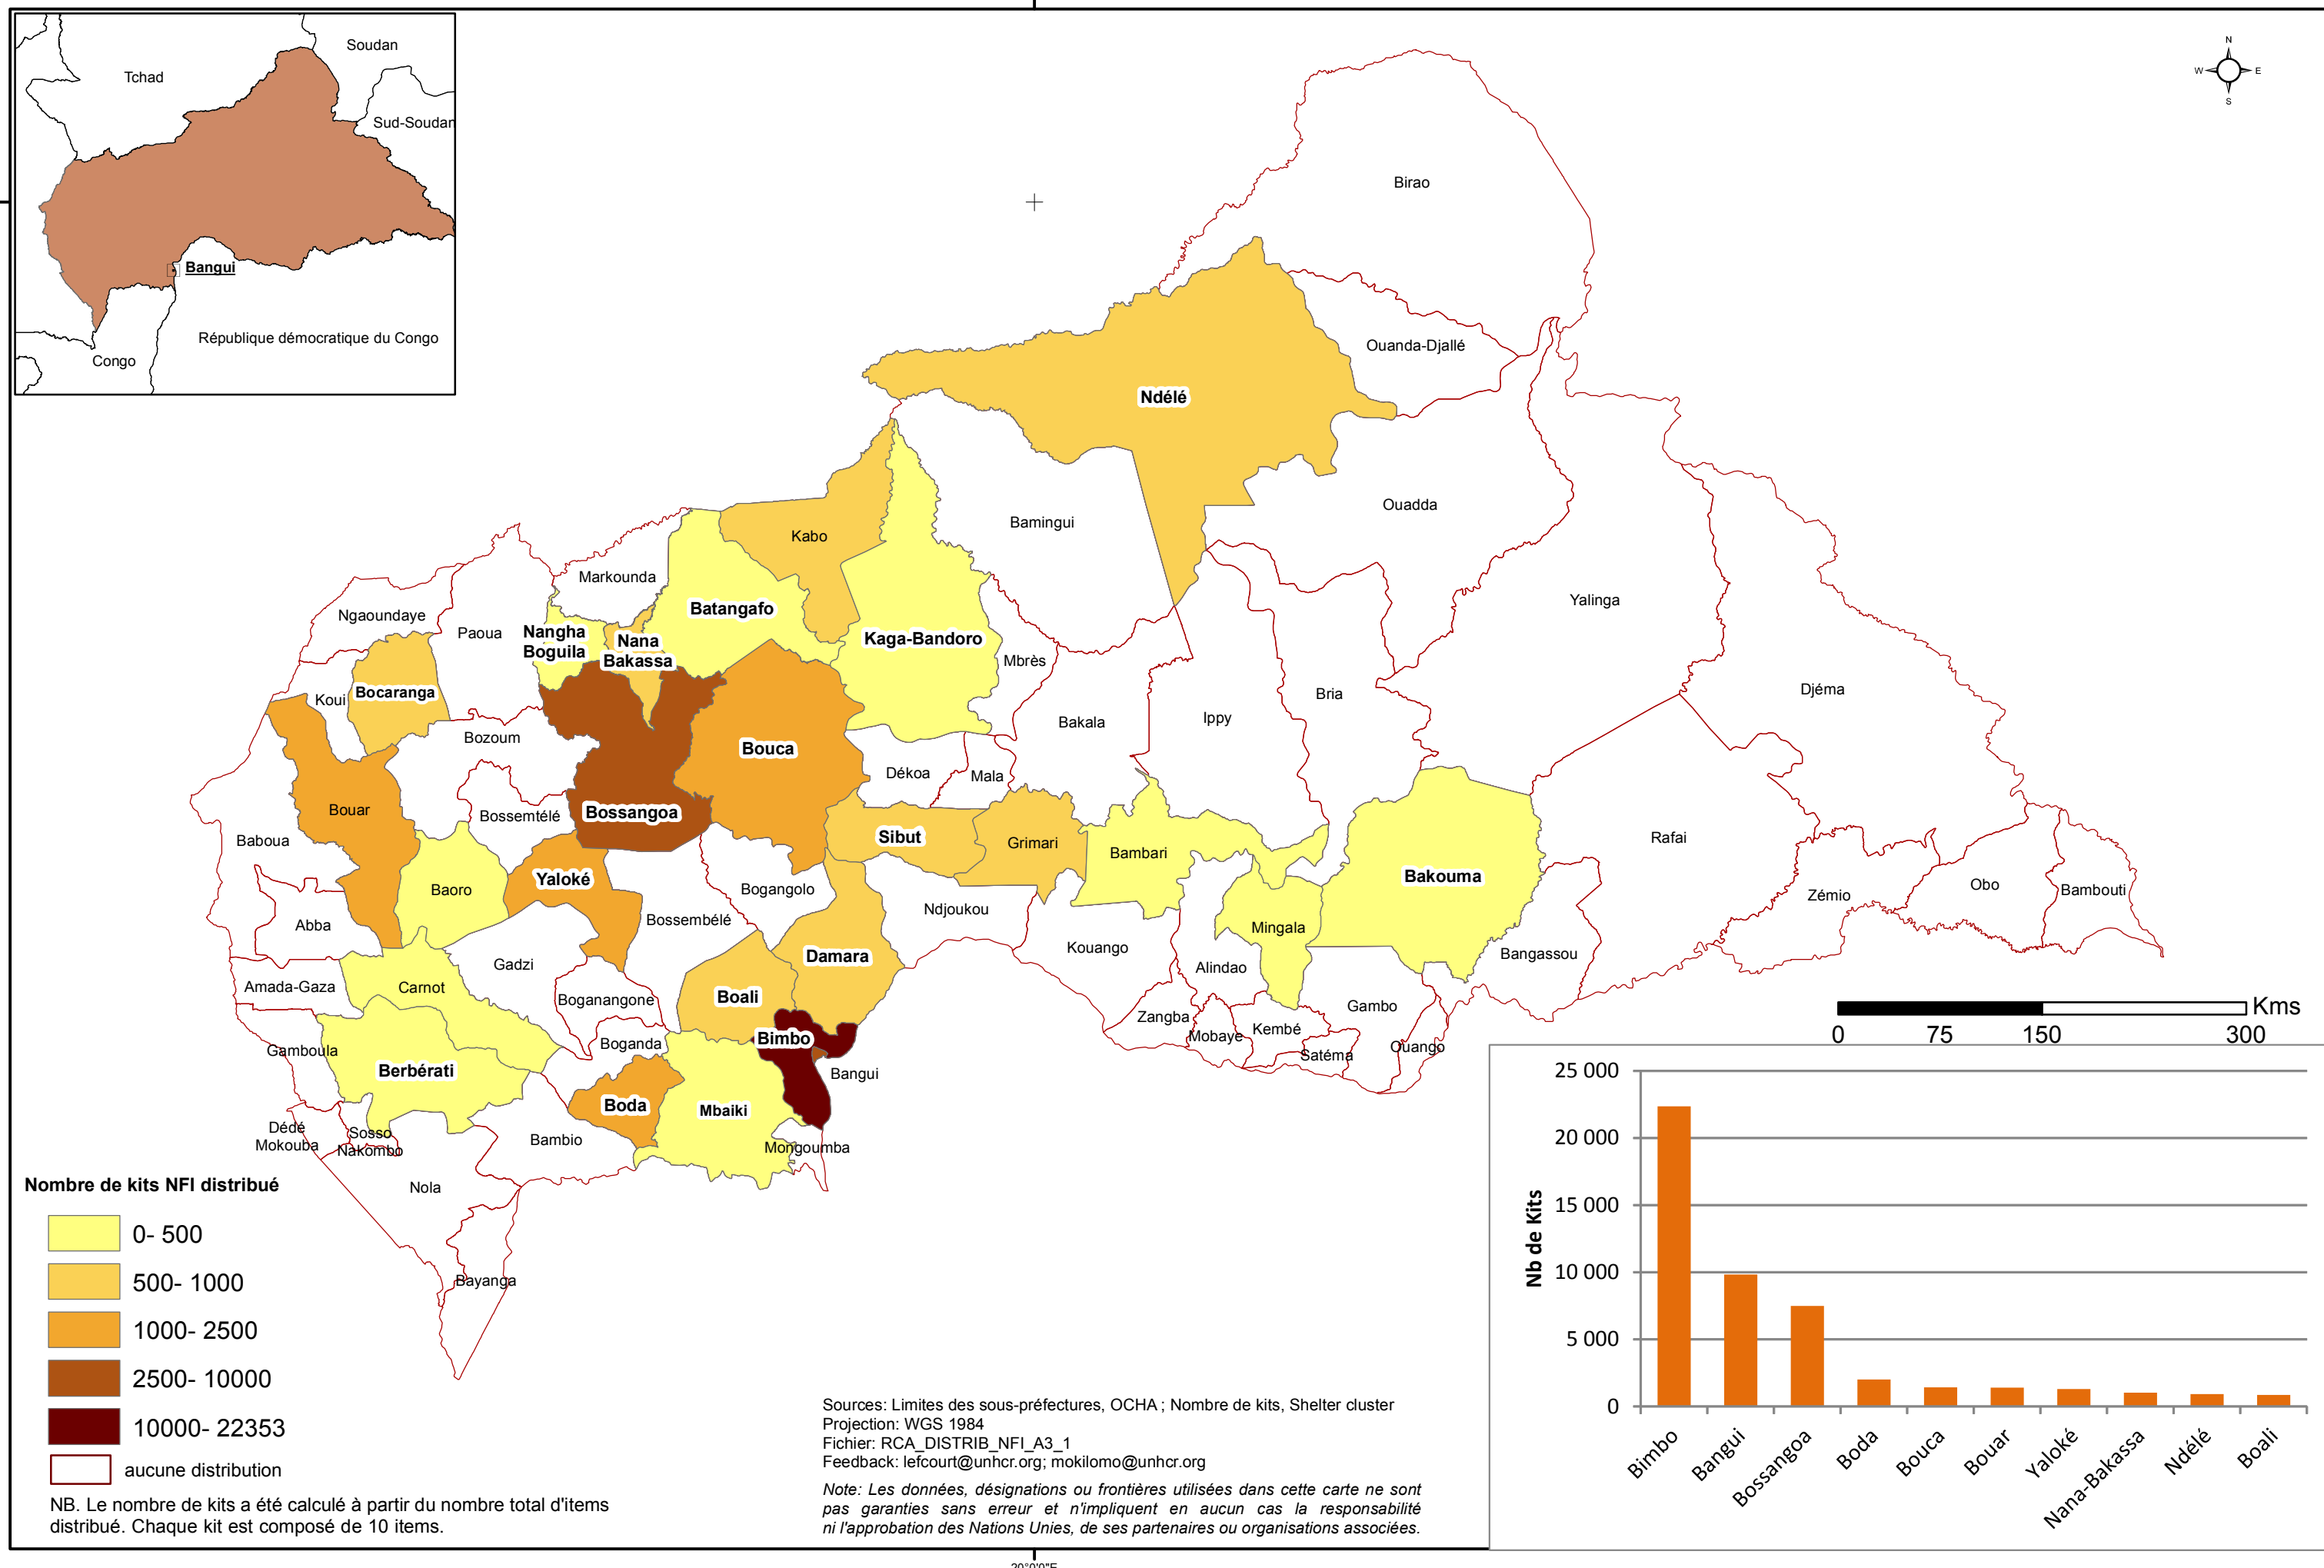 Tchad
Soudan
Sud-Soudan
Bangui
République démocratique du Congo
Congo
N
W
E
S
Birao
Ouanda-Djallé
Ndélé
Ouadda
Bamingui
Kabo
Markounda
Yalinga
Batangafo
Ngaoundaye
Paoua
Nangha
Boguila
Nana
Bakassa
Kaga-Bandoro
Mbrès
Bocaranga
Koui
Bria
Djéma
Ippy
Bakala
Bozoum
Bouca
Dékoa
Mala
Bouar
Bossemtélé
Bossangoa
Sibut
Grimari
Bambari
Rafai
Baboua
Yaloké
Baoro
Bogangolo
Bakouma
Obo
Bambouti
Zémio
Abba
Bossembélé
Ndjoukou
Mingala
Kouango
Damara
Bangassou
Gadzi
Alindao
Amada-Gaza
Carnot
Boganangone
Boali
Gambo
Zangba
Mobaye
Kembé
Boganda
Bimbo
Satéma
Ouango
Gamboula
Berbérati
Bangui
Boda
Mbaiki
Dédé
Mokouba
Sosso
Nakombo
Bambio
Mongoumba
Nola
Bayanga
Kms
0 75 150 300
Nombre de kits NFI distribué
0- 500
500- 1000
1000- 2500
2500- 10000
10000- 22353
aucune distribution
NB. Le nombre de kits a été calculé à partir du nombre total d'items
distribué. Chaque kit est composé de 10 items.
Sources: Limites des sous-préfectures, OCHA ; Nombre de kits, Shelter cluster
Projection: WGS 1984
Fichier: RCA_DISTRIB_NFI_A3_1
Feedback: lefcourt@unhcr.org; mokilomo@unhcr.org
Note: Les données, désignations ou frontières utilisées dans cette carte ne sont
pas garanties sans erreur et n'impliquent en aucun cas la responsabilité
ni l'approbation des Nations Unies, de ses partenaires ou organisations associées.
Nb de Kits
25 000
20 000
15 000
10 000
5 000
0
Bimbo
Bangui
Bossangoa
Boda
Bouca
Bouar
Yaloké
Nana-Bakassa
Ndélé
Boali
20°0'0"E